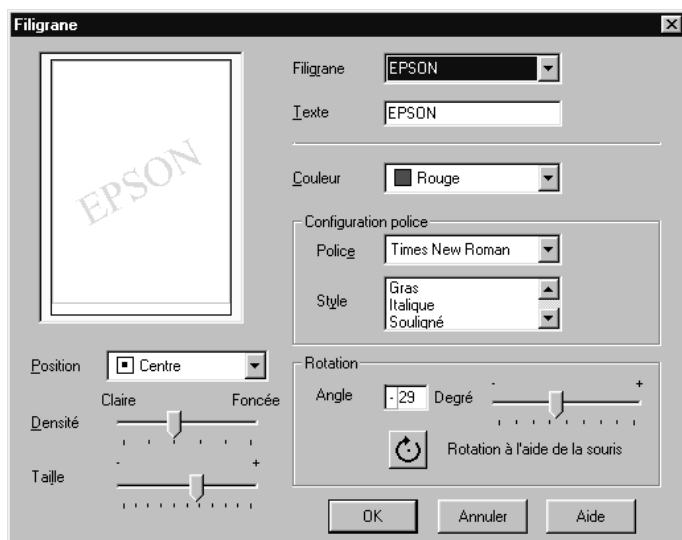 Filigrane
EPSON
Filigrane EPSON
Texte EPSON
Couleur Rouge
Configuration police
Police Times New Roman
Style
Gras
Italique
Souligné
Position Centre
Claire Foncée
Densité
Taille - +
Rotation
Angle -29 Degré - +
Rotation à l'aide de la souris
OK Annuler Aide